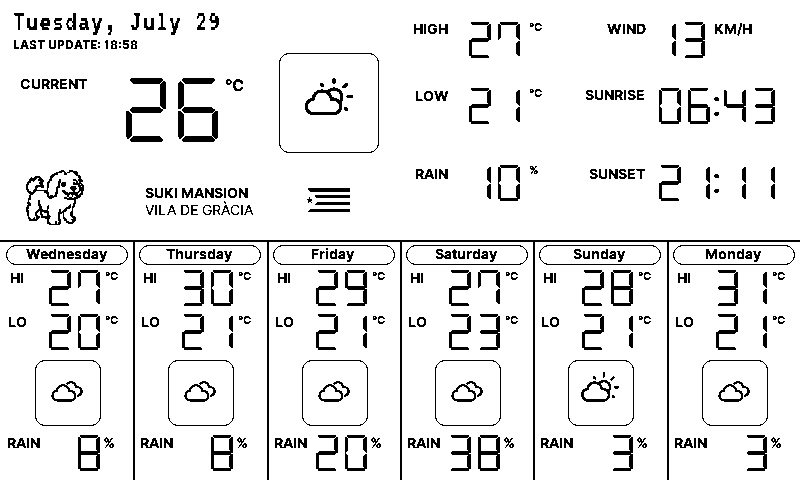 Tuesday, July 29
LAST UPDATE: 18:58
CURRENT 26 °C
HIGH 27 °C
LOW 21 °C
RAIN 10 %
WIND 13 KM/H
SUNRISE 06:43
SUNSET 21:11
SUKI MANSION
VILA DE GRÀCIA
Wednesday
HI 27 °C
LO 20 °C
RAIN 8 %
Thursday
HI 30 °C
LO 21 °C
RAIN 8 %
Friday
HI 29 °C
LO 21 °C
RAIN 20 %
Saturday
HI 27 °C
LO 23 °C
RAIN 38 %
Sunday
HI 28 °C
LO 21 °C
RAIN 3 %
Monday
HI 31 °C
LO 21 °C
RAIN 3 %